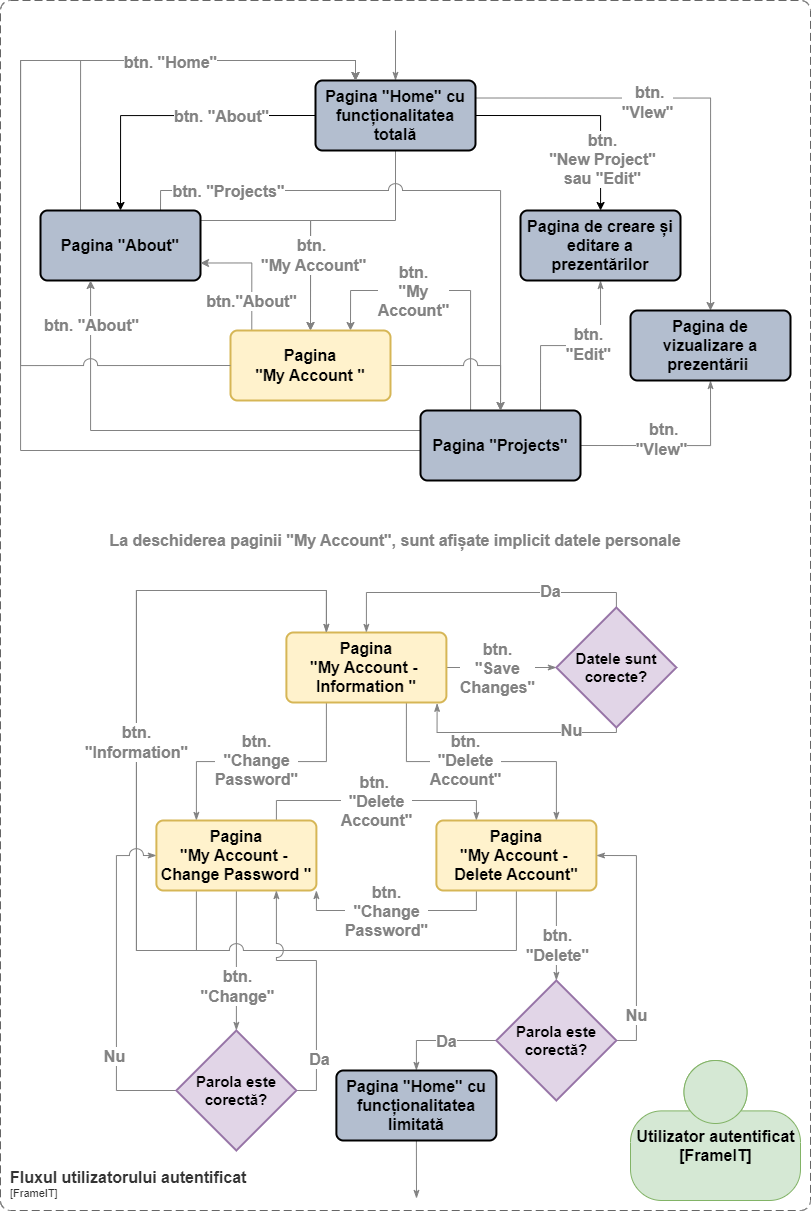 btn. "Home"
Pagina "Home" cu
funcționalitatea
totală
btn.
"VIew"
btn. "About"
btn.
"New Project"
sau "Edit"
btn. "Projects"
Pagina "About"
Pagina de creare și
editare a
prezentărilor
btn.
"My Account"
btn.
"My
Account"
btn."About"
btn. "About"
Pagina
"My Account "
btn.
"Edit"
Pagina de
vizualizare a
prezentării
Pagina "Projects"
btn.
"VIew"
La deschiderea paginii "My Account", sunt afișate implicit datele personale
Da
Pagina
"My Account -
Information "
btn.
"Save
Changes"
Datele sunt
corecte?
Nu
btn.
"Information"
btn.
"Change
Password"
btn.
"Delete
Account"
btn.
"Delete
Account"
Pagina
"My Account -
Change Password "
Pagina
"My Account -
Delete Account"
btn.
"Change
Password"
btn.
"Delete"
btn.
"Change"
Nu
Parola este
corectă?
Da
Nu
Da
Parola este
corectă?
Pagina "Home" cu
funcționalitatea
limitată
Utilizator autentificat
[FrameIT]
Fluxul utilizatorului autentificat
[FrameIT]